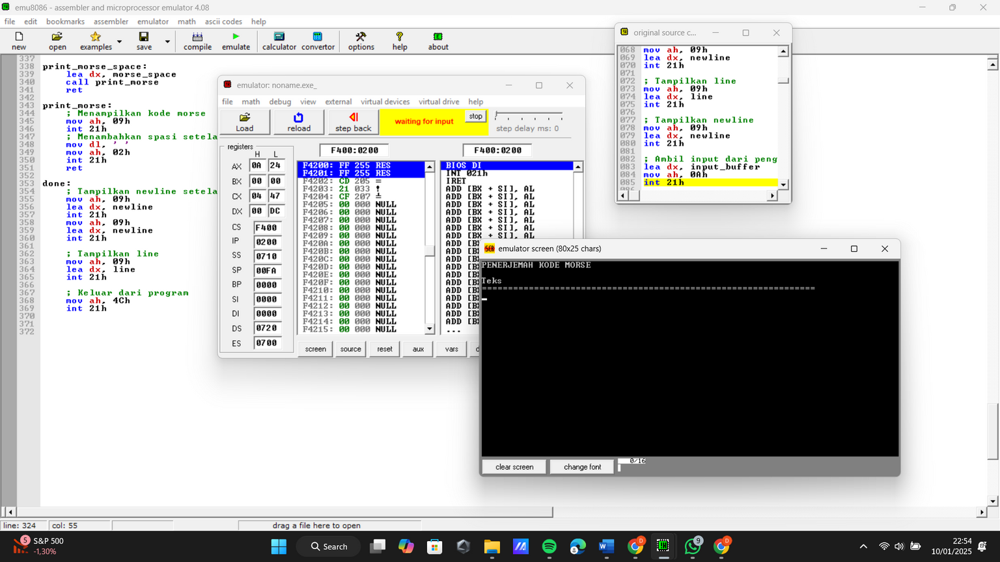 emu8086 - assembler and microprocessor emulator 4.08
file edit bookmarks assembler emulator math ascii codes help
new open examples save compile emulate calculator convertor options help about
337
338 print_morse_space:
339 lea dx, morse_space
340 call print_morse
341 ret
342
343 print_morse:
344 ; Menampilkan kode morse
345 mov ah, 09h
346 int 21h
347 ; Menambahkan spasi setela
348 mov dl, ' '
349 mov ah, 02h
350 int 21h
351 ret
352
353 done:
354 ; Tampilkan newline setela
355 mov ah, 09h
356 lea dx, newline
357 int 21h
358 mov ah, 09h
359 lea dx, newline
360 int 21h
361
362 ; Tampilkan line
363 mov ah, 09h
364 lea dx, line
365 int 21h
366
367 ; Keluar dari program
368 mov ah, 4Ch
369 int 21h
370
371
372
line: 324 col: 55 drag a file here to open
emulator: noname.exe_
file math debug view external virtual devices virtual drive help
Load reload step back waiting for input stop step delay ms: 0
registers F400:0200 F400:0200
H L
AX 0A 24
BX 00 00
CX 04 47
DX 00 DC
CS F400
IP 0200
SS 0710
SP 00FA
BP 0000
SI 0000
DI 0000
DS 0720
ES 0700
F4200: FF 255 RES
F4201: FF 255 RES
F4202: CD 205 =
F4203: 21 033 !
F4204: CF 207 ╧
F4205: 00 000 NULL
F4206: 00 000 NULL
F4207: 00 000 NULL
F4208: 00 000 NULL
F4209: 00 000 NULL
F420A: 00 000 NULL
F420B: 00 000 NULL
F420C: 00 000 NULL
F420D: 00 000 NULL
F420E: 00 000 NULL
F420F: 00 000 NULL
F4210: 00 000 NULL
F4211: 00 000 NULL
F4212: 00 000 NULL
F4213: 00 000 NULL
F4214: 00 000 NULL
F4215: 00 000 NULL
BIOS DI
INT 021h
IRET
ADD [BX + SI], AL
ADD [BX + SI], AL
ADD [BX + SI], AL
ADD [BX + SI], AL
ADD [BX + SI], AL
ADD [BX + SI], AL
ADD [BX + SI], AL
ADD [B
ADD [B
ADD [B
ADD [B
ADD [B
ADD [B
ADD [B
ADD [B
ADD [B
ADD [B
ADD [B
...
screen source reset aux vars d
original source c...
068 mov ah, 09h
069 lea dx, newline
070 int 21h
071
072 ; Tampilkan line
073 mov ah, 09h
074 lea dx, line
075 int 21h
076
077 ; Tampilkan newline
078 mov ah, 09h
079 lea dx, newline
080 int 21h
081
082 ; Ambil input dari peng
083 lea dx, input_buffer
084 mov ah, 0Ah
085 int 21h
emulator screen (80x25 chars)
PENERJEMAH KODE MORSE
Teks
================================================================
clear screen change font 0/16
5 S&P 500
-1,30%
Search
9
22:54
10/01/2025